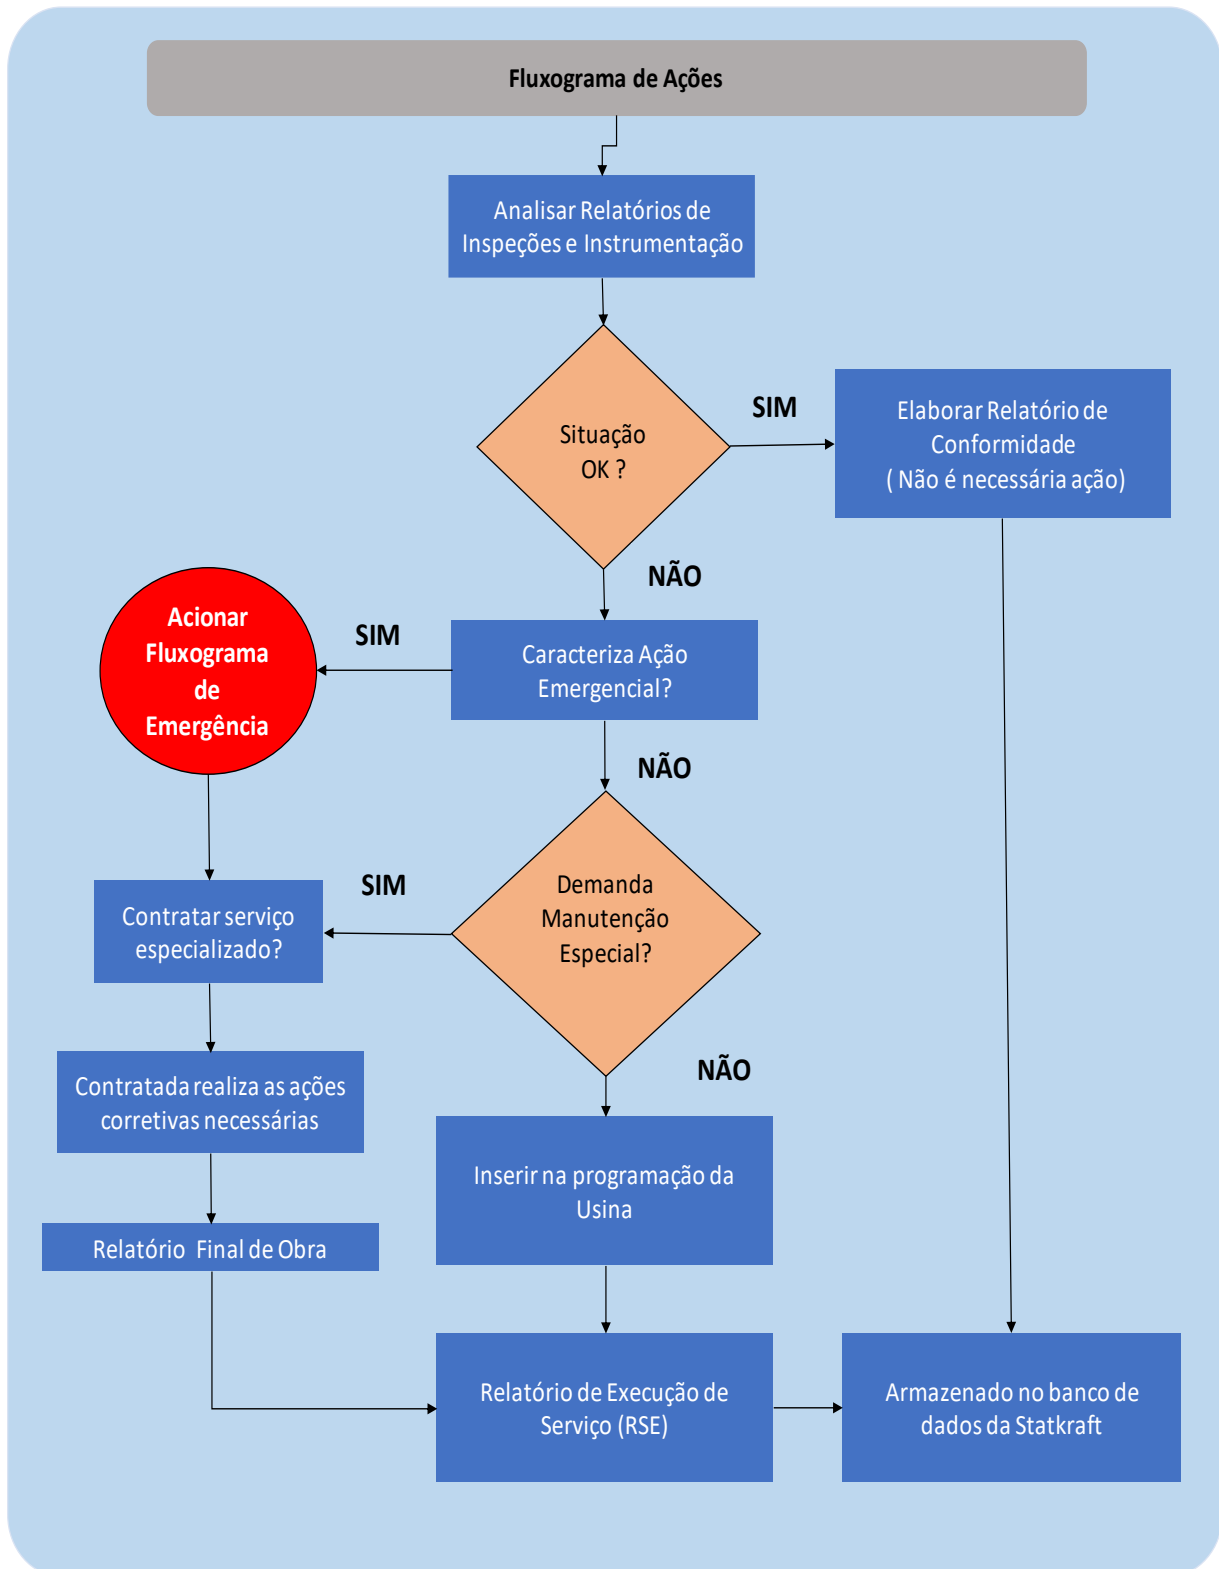 Fluxograma de Ações
Analisar Relatórios de
Inspeções e Instrumentação
Situação
OK ?
SIM
Elaborar Relatório de
Conformidade
( Não é necessária ação)
NÃO
Acionar
Fluxograma
de
Emergência
SIM
Caracteriza Ação
Emergencial?
NÃO
Demanda
Manutenção
Especial?
SIM
Contratar serviço
especializado?
NÃO
Contratada realiza as ações
corretivas necessárias
Inserir na programação da
Usina
Relatório Final de Obra
Relatório de Execução de
Serviço (RSE)
Armazenado no banco de
dados da Statkraft